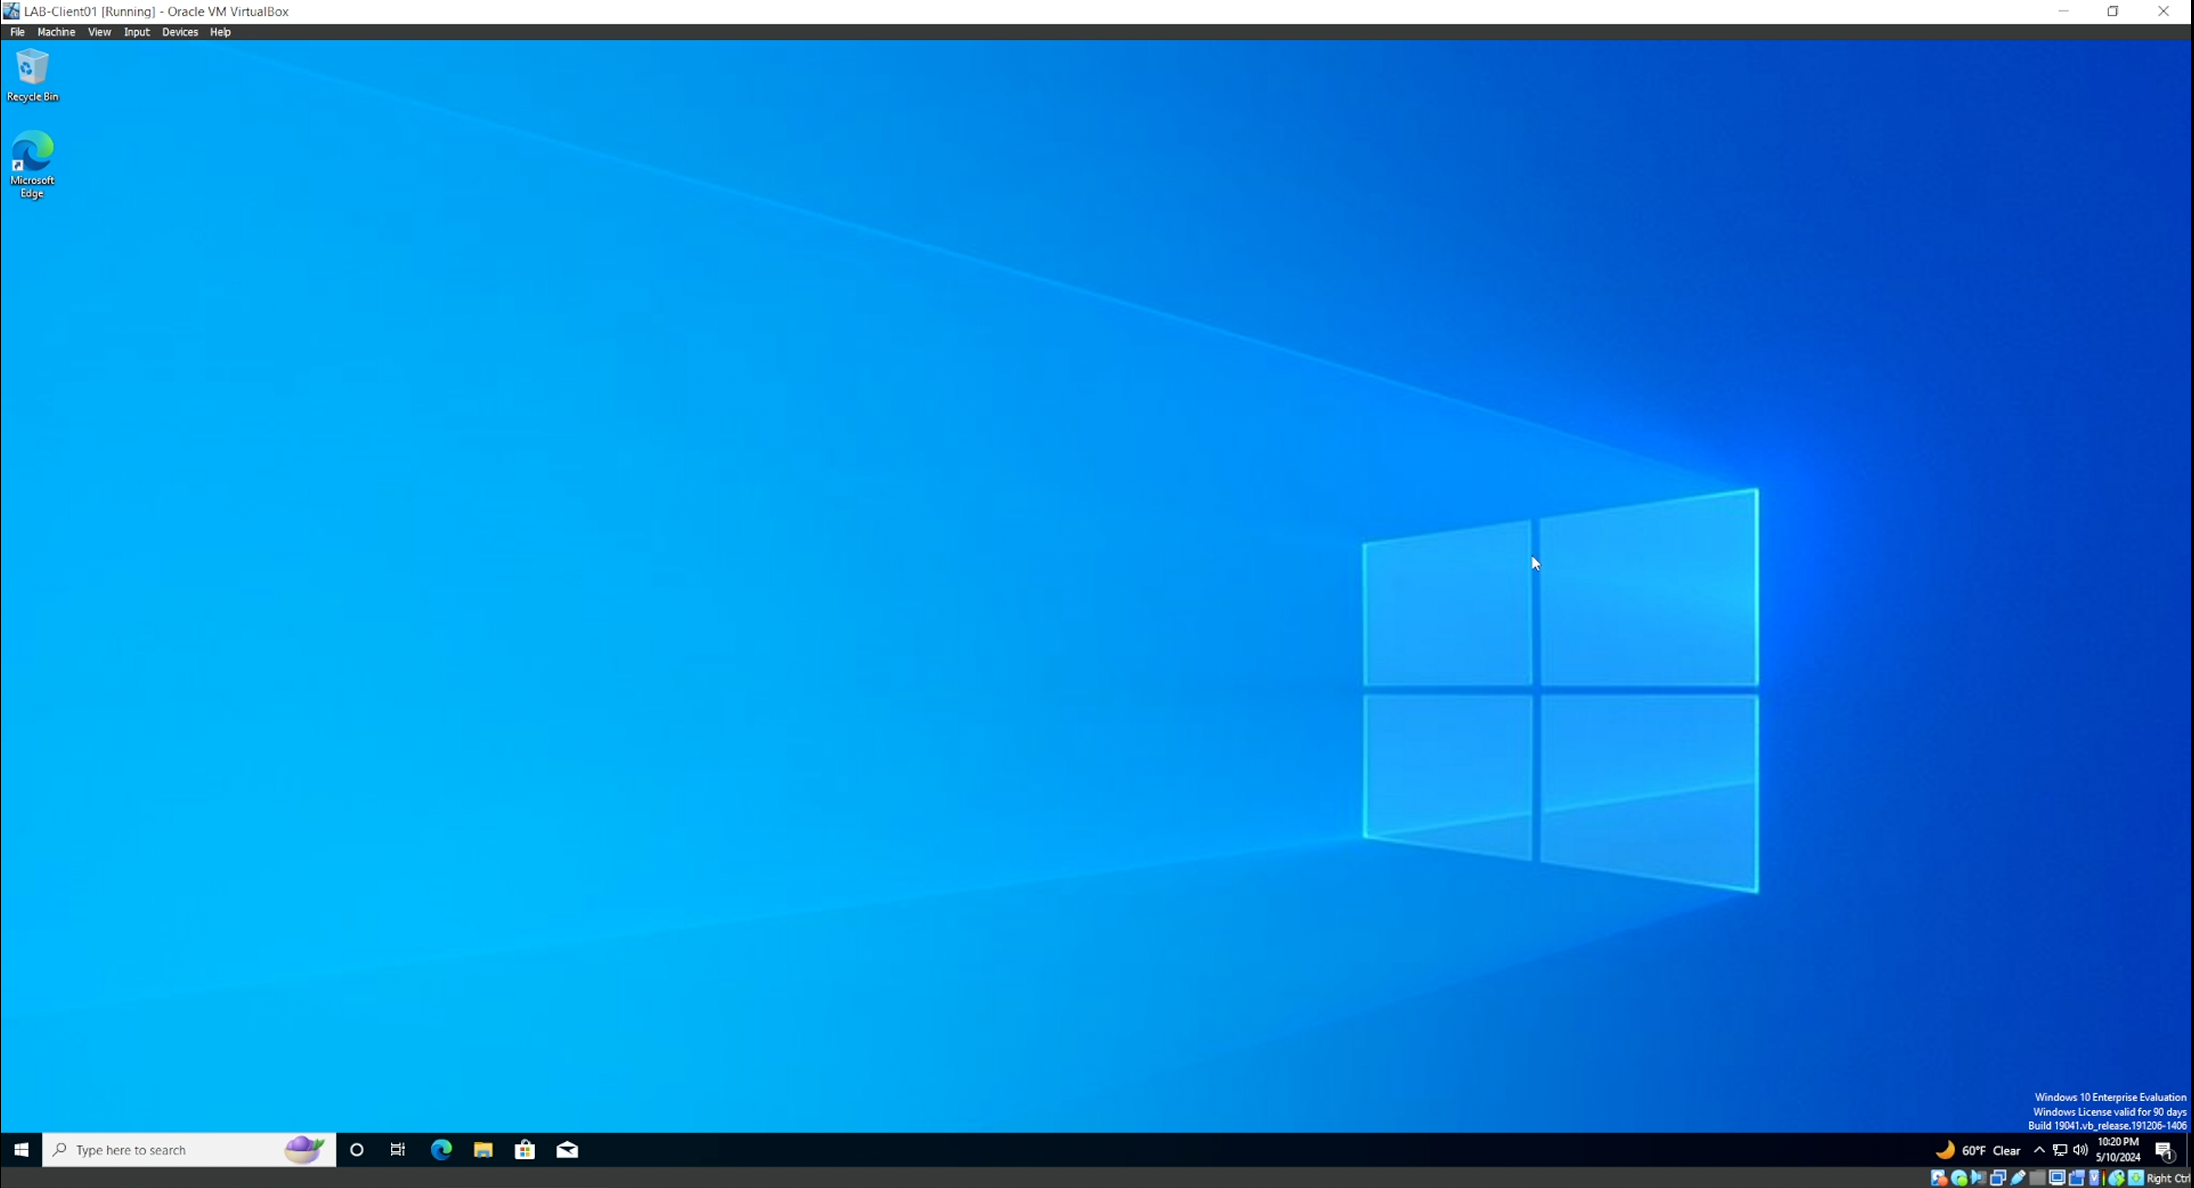 LAB-Client01 [Running] - Oracle VM VirtualBox
File Machine View Input Devices Help
Recycle Bin
Microsoft
Edge
Windows 10 Enterprise Evaluation
Windows License valid for 90 days
Build 19041.vb_release.191206-1406
Type here to search
60°F Clear
10:20 PM
5/10/2024
1
Right Ctrl